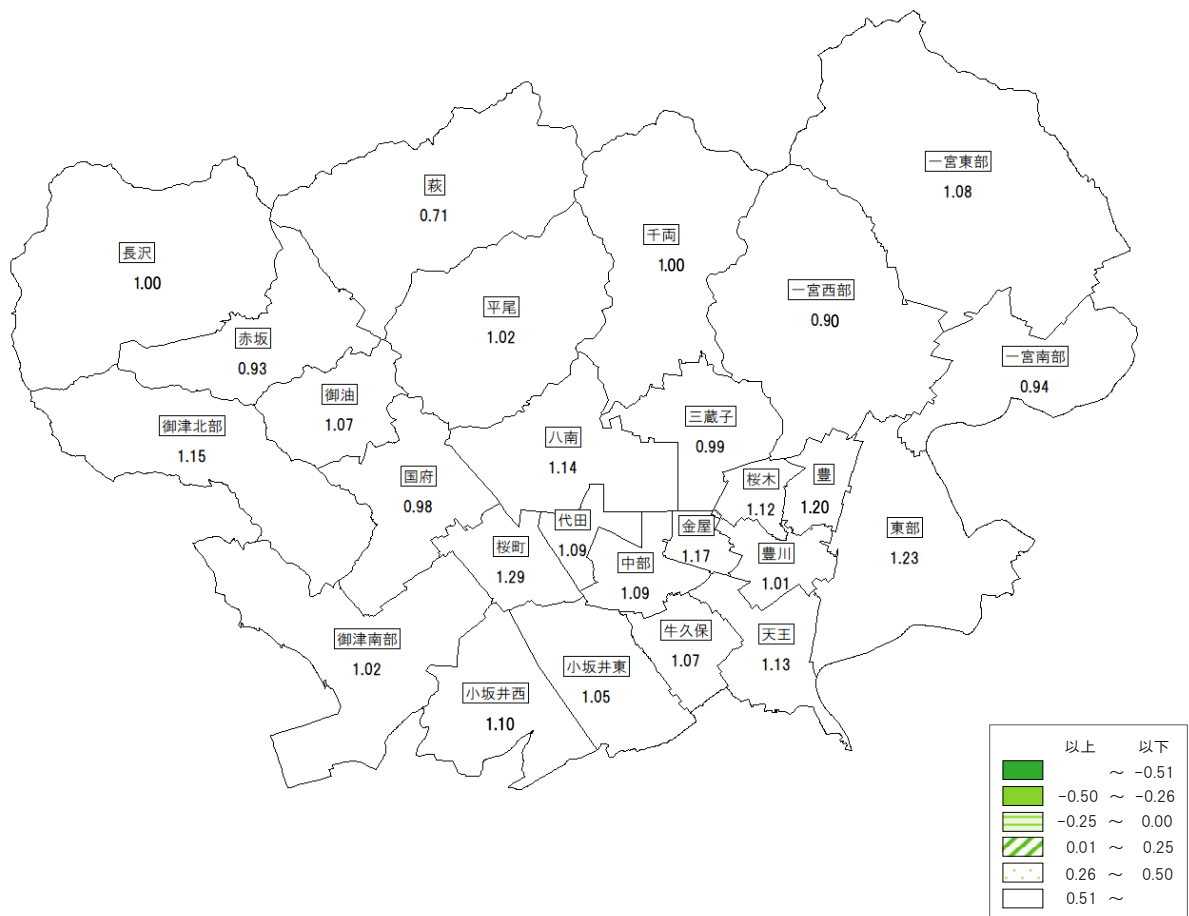 一宮東部
1.08
萩
0.71
千両
1.00
長沢
1.00
一宮西部
0.90
平尾
1.02
赤坂
0.93
一宮南部
0.94
御油
1.07
三蔵子
0.99
御津北部
1.15
八南
1.14
国府
0.98
桜木
1.12
豊
1.20
代田
1.09
金屋
1.17
東部
1.23
桜町
1.29
中部
1.09
豊川
1.01
御津南部
1.02
牛久保
1.07
天王
1.13
小坂井東
1.05
小坂井西
1.10
以上 以下
～ -0.51
-0.50 ～ -0.26
-0.25 ～ 0.00
0.01 ～ 0.25
0.26 ～ 0.50
0.51 ～